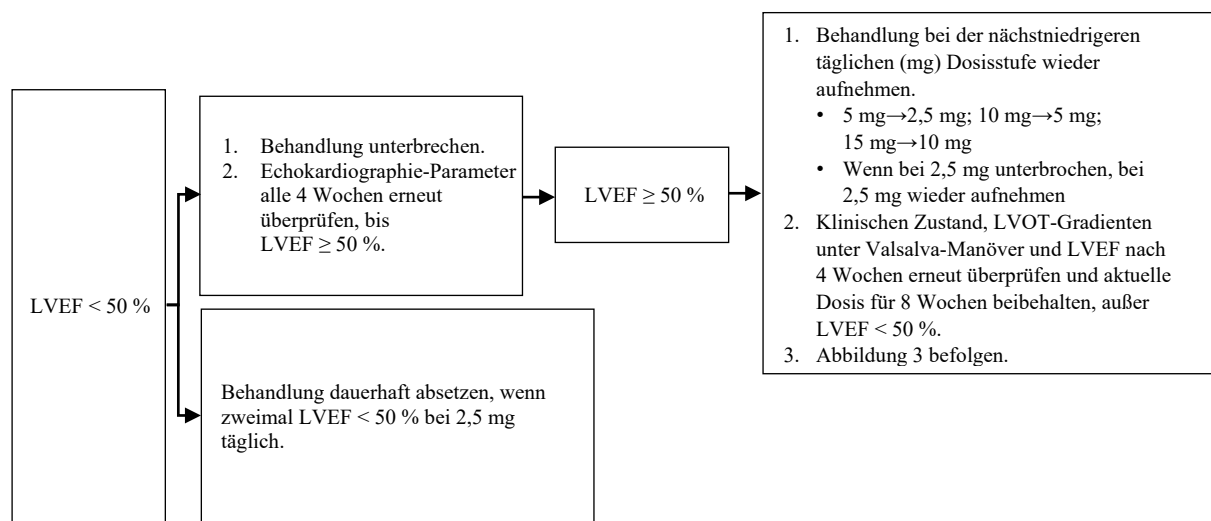 LVEF < 50 %
1. Behandlung unterbrechen.
2. Echokardiographie-Parameter
alle 4 Wochen erneut
überprüfen, bis
LVEF ≥ 50 %.
Behandlung dauerhaft absetzen, wenn
zweimal LVEF < 50 % bei 2,5 mg
täglich.
LVEF ≥ 50 %
1. Behandlung bei der nächstniedrigeren
täglichen (mg) Dosisstufe wieder
aufnehmen.
• 5 mg→2,5 mg; 10 mg→5 mg;
15 mg→10 mg
• Wenn bei 2,5 mg unterbrochen, bei
2,5 mg wieder aufnehmen
2. Klinischen Zustand, LVOT-Gradienten
unter Valsalva-Manöver und LVEF nach
4 Wochen erneut überprüfen und aktuelle
Dosis für 8 Wochen beibehalten, außer
LVEF < 50 %.
3. Abbildung 3 befolgen.